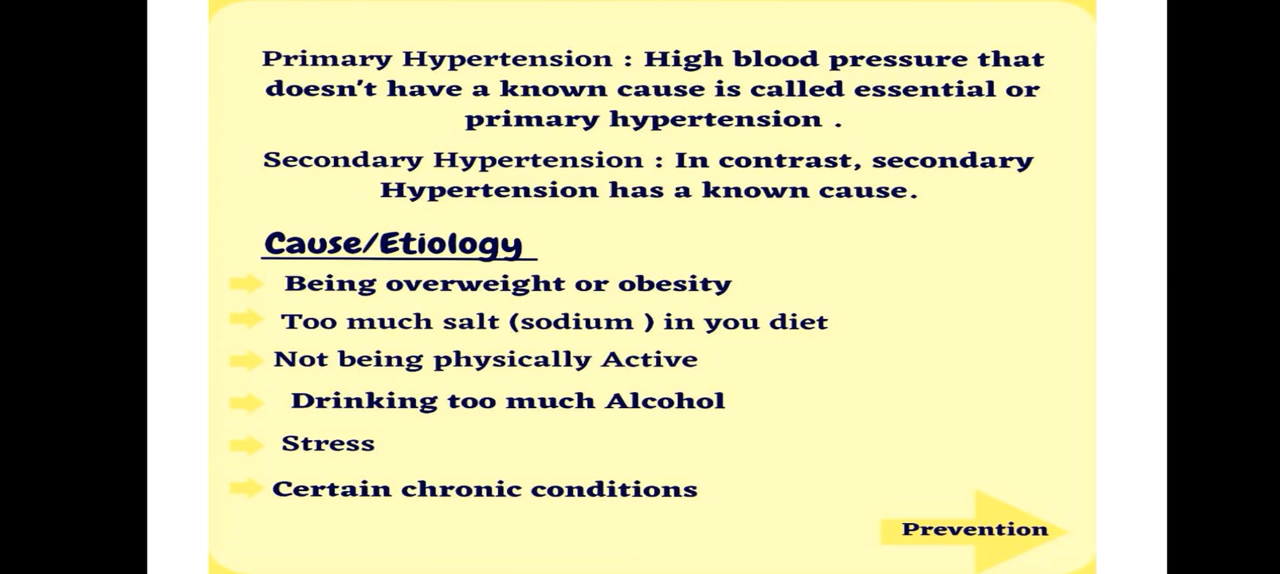 Primary Hypertension : High blood pressure that
doesn't have a known cause is called essential or
primary hypertension .
Secondary Hypertension : In contrast, secondary
Hypertension has a known cause.
Cause/Etiology
Being overweight or obesity
Too much salt (sodium ) in you diet
Not being physically Active
Drinking too much Alcohol
Stress
Certain chronic conditions
Prevention